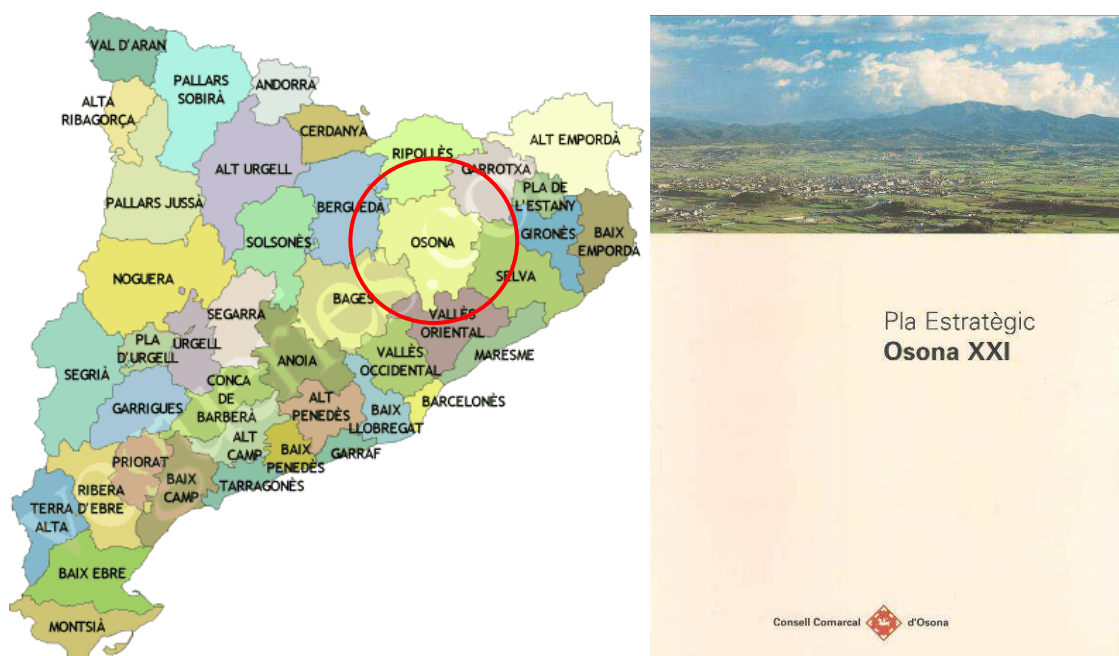 VAL D'ARAN
PALLARS
SOBIRÀ
ANDORRA
ALTA
RIBAGORÇA
CERDANYA
ALT EMPORDÀ
RIPOLLÈS
GARROTXA
ALT URGELL
PLA DE
L'ESTANY
PALLARS JUSSÀ
BERGUEDÀ
OSONA
GIRONÈS
BAIX
EMPORDÀ
SOLSONÈS
NOGUERA
SELVA
BAGES
SEGARRA
VALLÈS
ORIENTAL
PLA
D'URGELL
URGELL
ANOIA
VALLÈS
OCCIDENTAL
MARESME
SEGRIÀ
CONCA
DE
BARBERÀ
GARRIGUES
ALT
PENEDÈS
BAIX
LLOBREGAT
BARCELONÈS
ALT
CAMP
BAIX
PENEDÈS
GARRAF
PRIORAT
BAIX
CAMP
TARRAGONÈS
RIBERA
D'EBRE
TERRA
ALTA
BAIX EBRE
MONTSIÀ
Pla Estratègic
Osona XXI
Consell Comarcal d'Osona